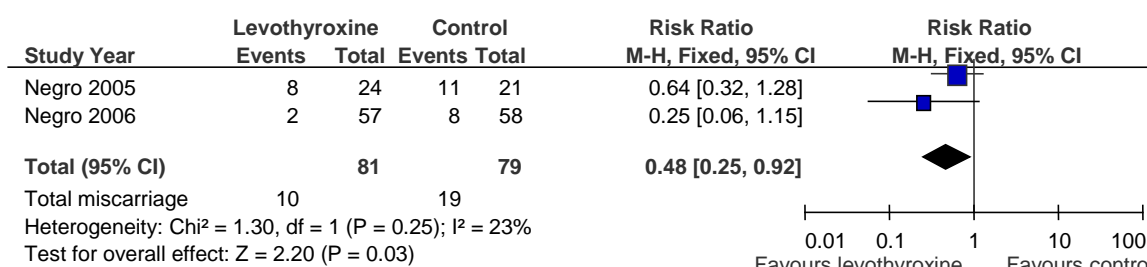 Levothyroxine Control Risk Ratio Risk Ratio
Study Year Events Total Events Total M-H, Fixed, 95% CI M-H, Fixed, 95% CI
Negro 2005 8 24 11 21 0.64 [0.32, 1.28]
Negro 2006 2 57 8 58 0.25 [0.06, 1.15]
Total (95% CI) 81 79 0.48 [0.25, 0.92]
Total miscarriage 10 19
Heterogeneity: Chi² = 1.30, df = 1 (P = 0.25); I² = 23%
0.01 0.1 1 10 100
Test for overall effect: Z = 2.20 (P = 0.03)
Favours levothyroxine Favours contro